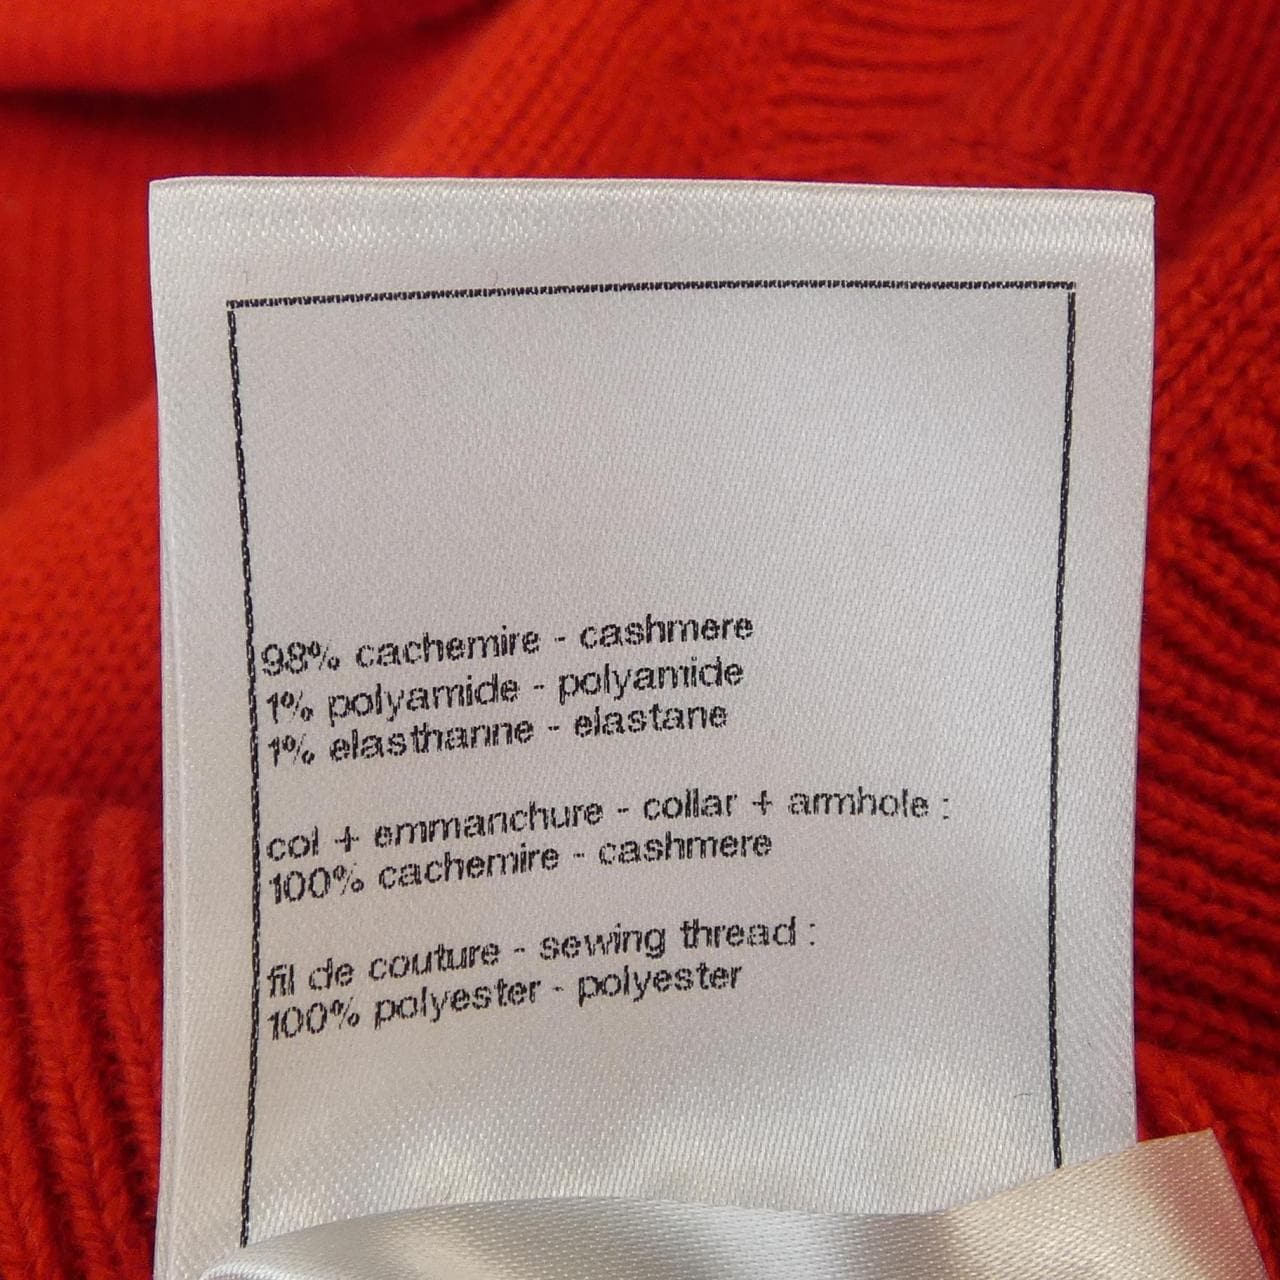 98% cachemire - cashmere
1% polyamide - polyamide
1% elasthanne - elastane
col + emmanchure - collar + armhole :
100% cachemire - cashmere
fil de couture - sewing thread :
100% polyester - polyester